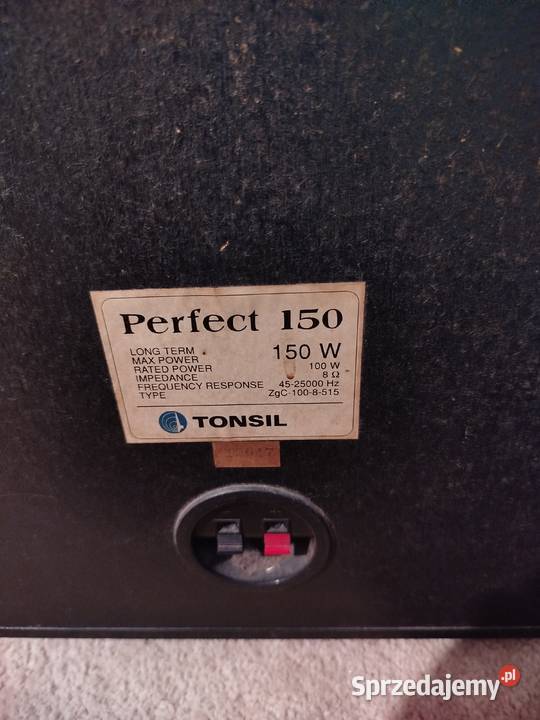 Perfect 150
LONG TERM
MAX POWER 150 W
RATED POWER 100 W
IMPEDANCE 8 Ω
FREQUENCY RESPONSE 45-25000 Hz
TYPE ZgC-100-8-515
TONSIL
Sprzedajemy.pl